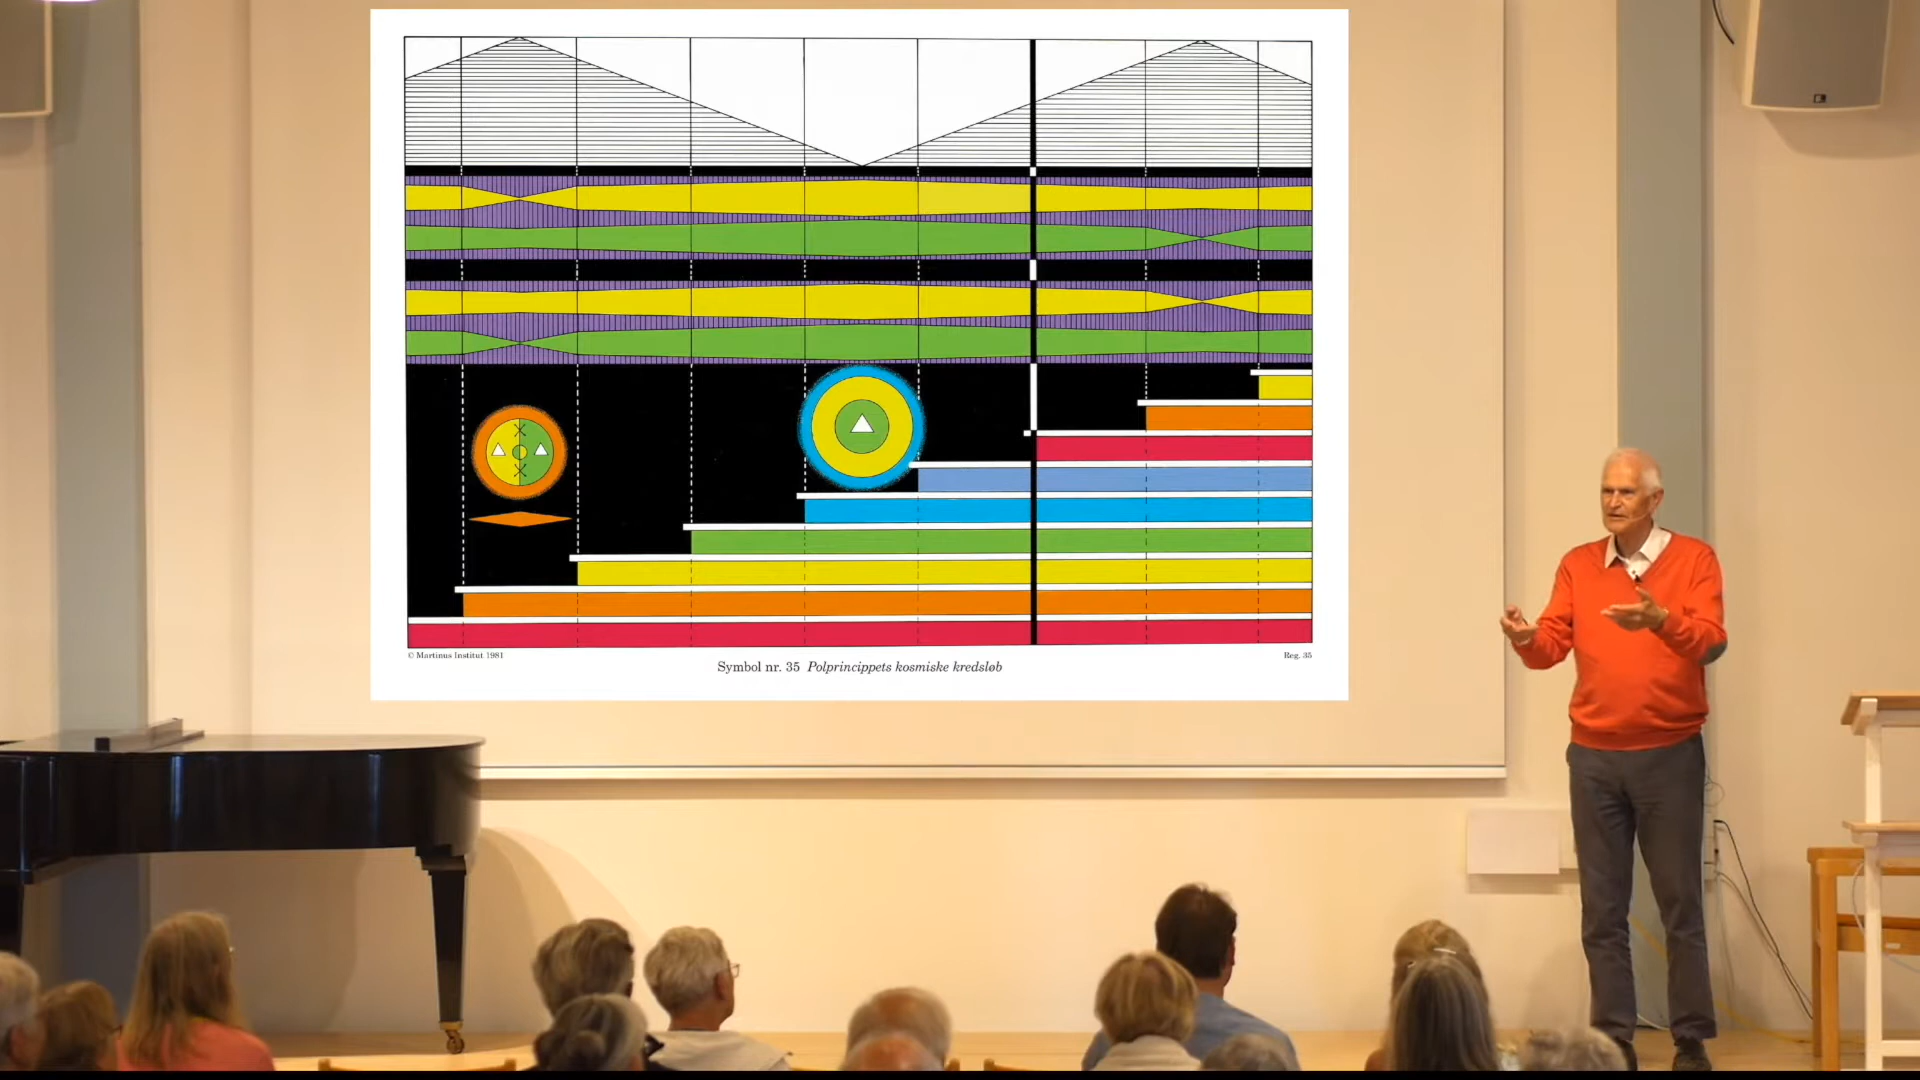 © Martinus Institut 1981
Reg. 35
Symbol nr. 35 Polprincippets kosmiske kredsløb